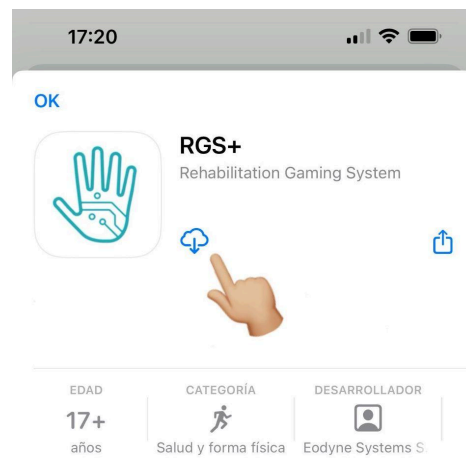 17:20
OK
RGS+
Rehabilitation Gaming System
EDAD
17+
años
CATEGORÍA
Salud y forma física
DESARROLLADOR
Eodyne Systems S.